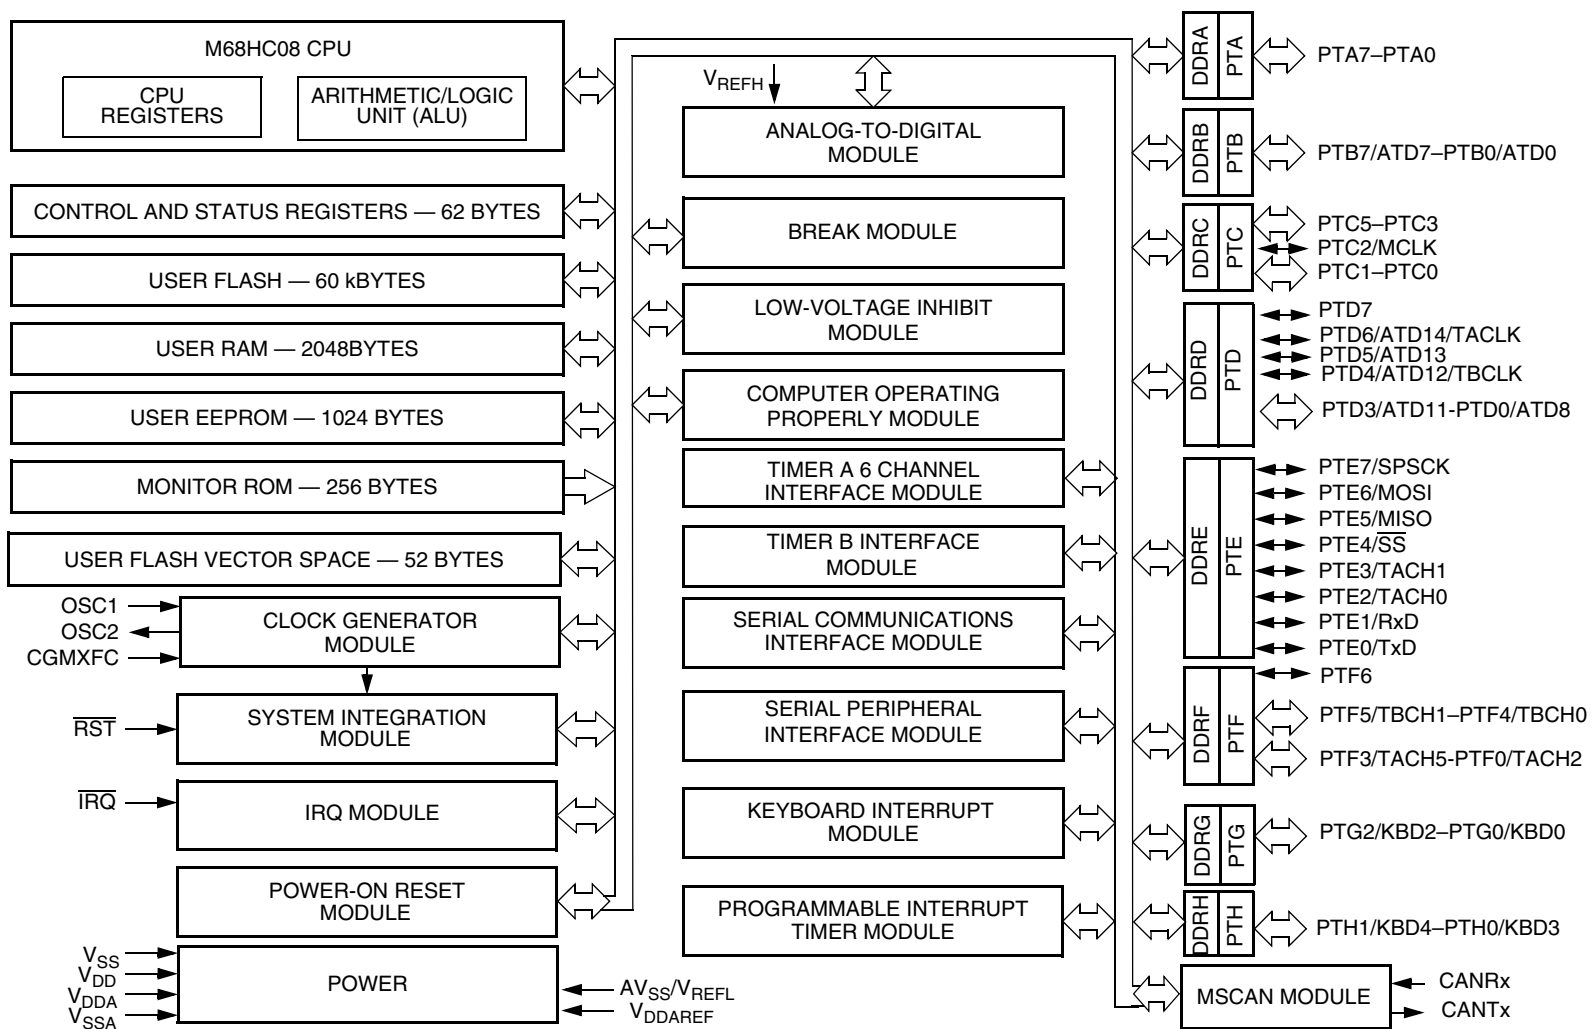 M68HC08 CPU
CPU
REGISTERS
ARITHMETIC/LOGIC
UNIT (ALU)
CONTROL AND STATUS REGISTERS — 62 BYTES
USER FLASH — 60 kBYTES
USER RAM — 2048BYTES
USER EEPROM — 1024 BYTES
MONITOR ROM — 256 BYTES
USER FLASH VECTOR SPACE — 52 BYTES
OSC1
OSC2
CGMXFC
CLOCK GENERATOR
MODULE
RST
SYSTEM INTEGRATION
MODULE
IRQ
IRQ MODULE
POWER-ON RESET
MODULE
VSS
VDD
VDDA
VSSA
POWER
AVSS/VREFL
VDDAREF
VREFH
ANALOG-TO-DIGITAL
MODULE
BREAK MODULE
LOW-VOLTAGE INHIBIT
MODULE
COMPUTER OPERATING
PROPERLY MODULE
TIMER A 6 CHANNEL
INTERFACE MODULE
TIMER B INTERFACE
MODULE
SERIAL COMMUNICATIONS
INTERFACE MODULE
SERIAL PERIPHERAL
INTERFACE MODULE
KEYBOARD INTERRUPT
MODULE
PROGRAMMABLE INTERRUPT
TIMER MODULE
DDRA
PTA
PTA7–PTA0
DDRB
PTB
PTB7/ATD7–PTB0/ATD0
DDRC
PTC
PTC5–PTC3
PTC2/MCLK
PTC1–PTC0
DDRD
PTD
PTD7
PTD6/ATD14/TACLK
PTD5/ATD13
PTD4/ATD12/TBCLK
PTD3/ATD11-PTD0/ATD8
DDRE
PTE
PTE7/SPSCK
PTE6/MOSI
PTE5/MISO
PTE4/SS
PTE3/TACH1
PTE2/TACH0
PTE1/RxD
PTE0/TxD
DDRF
PTF
PTF6
PTF5/TBCH1–PTF4/TBCH0
PTF3/TACH5-PTF0/TACH2
DDRG
PTG
PTG2/KBD2–PTG0/KBD0
DDRH
PTH
PTH1/KBD4–PTH0/KBD3
MSCAN MODULE
CANRx
CANTx